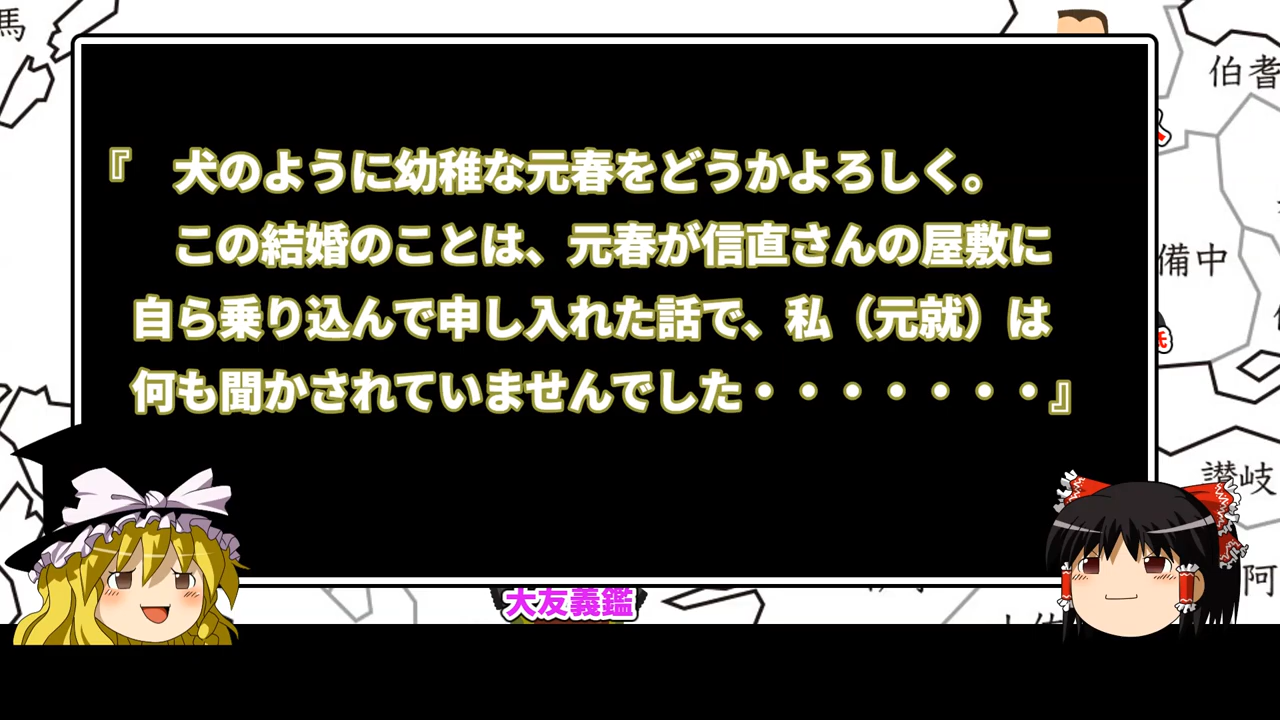 馬
伯耆
『　犬のように幼稚な元春をどうかよろしく。
この結婚のことは、元春が信直さんの屋敷に
自ら乗り込んで申し入れた話で、私（元就）は
何も聞かされていませんでした・・・・・・・』
備中
氏
讃岐
阿
大友義鑑